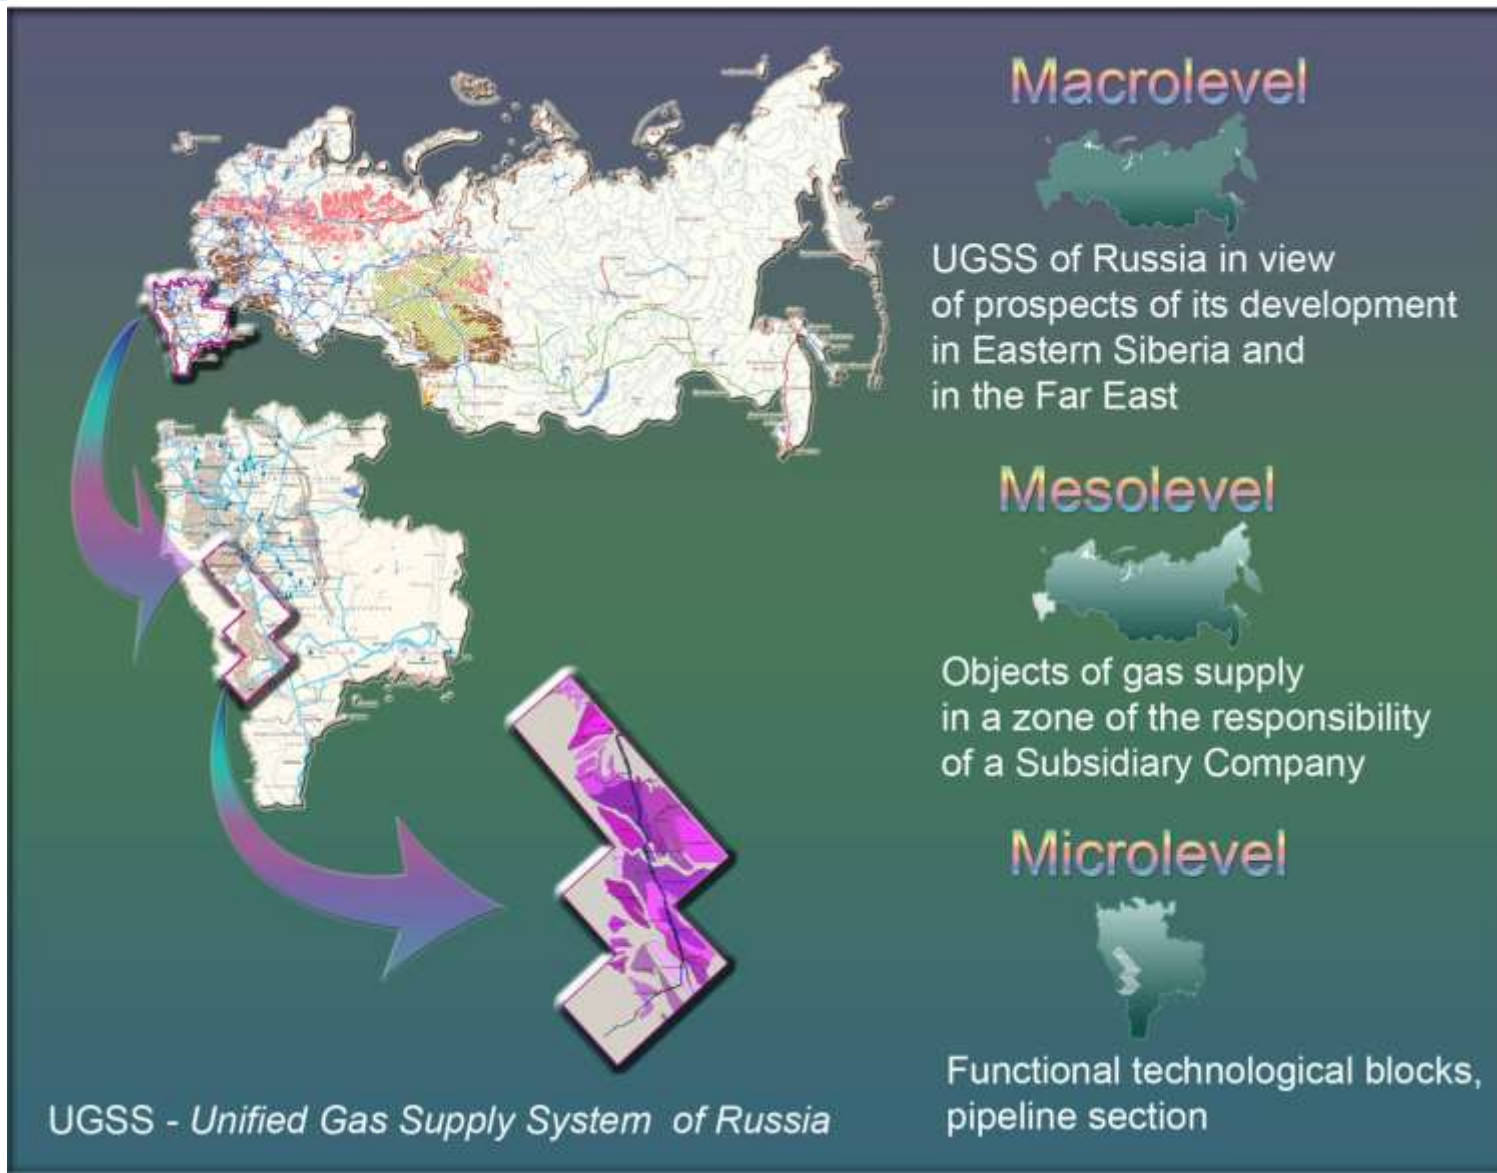 Macrolevel
UGSS of Russia in view
of prospects of its development
in Eastern Siberia and
in the Far East
Mesolevel
Objects of gas supply
in a zone of the responsibility
of a Subsidiary Company
Microlevel
Functional technological blocks,
pipeline section
UGSS - Unified Gas Supply System of Russia